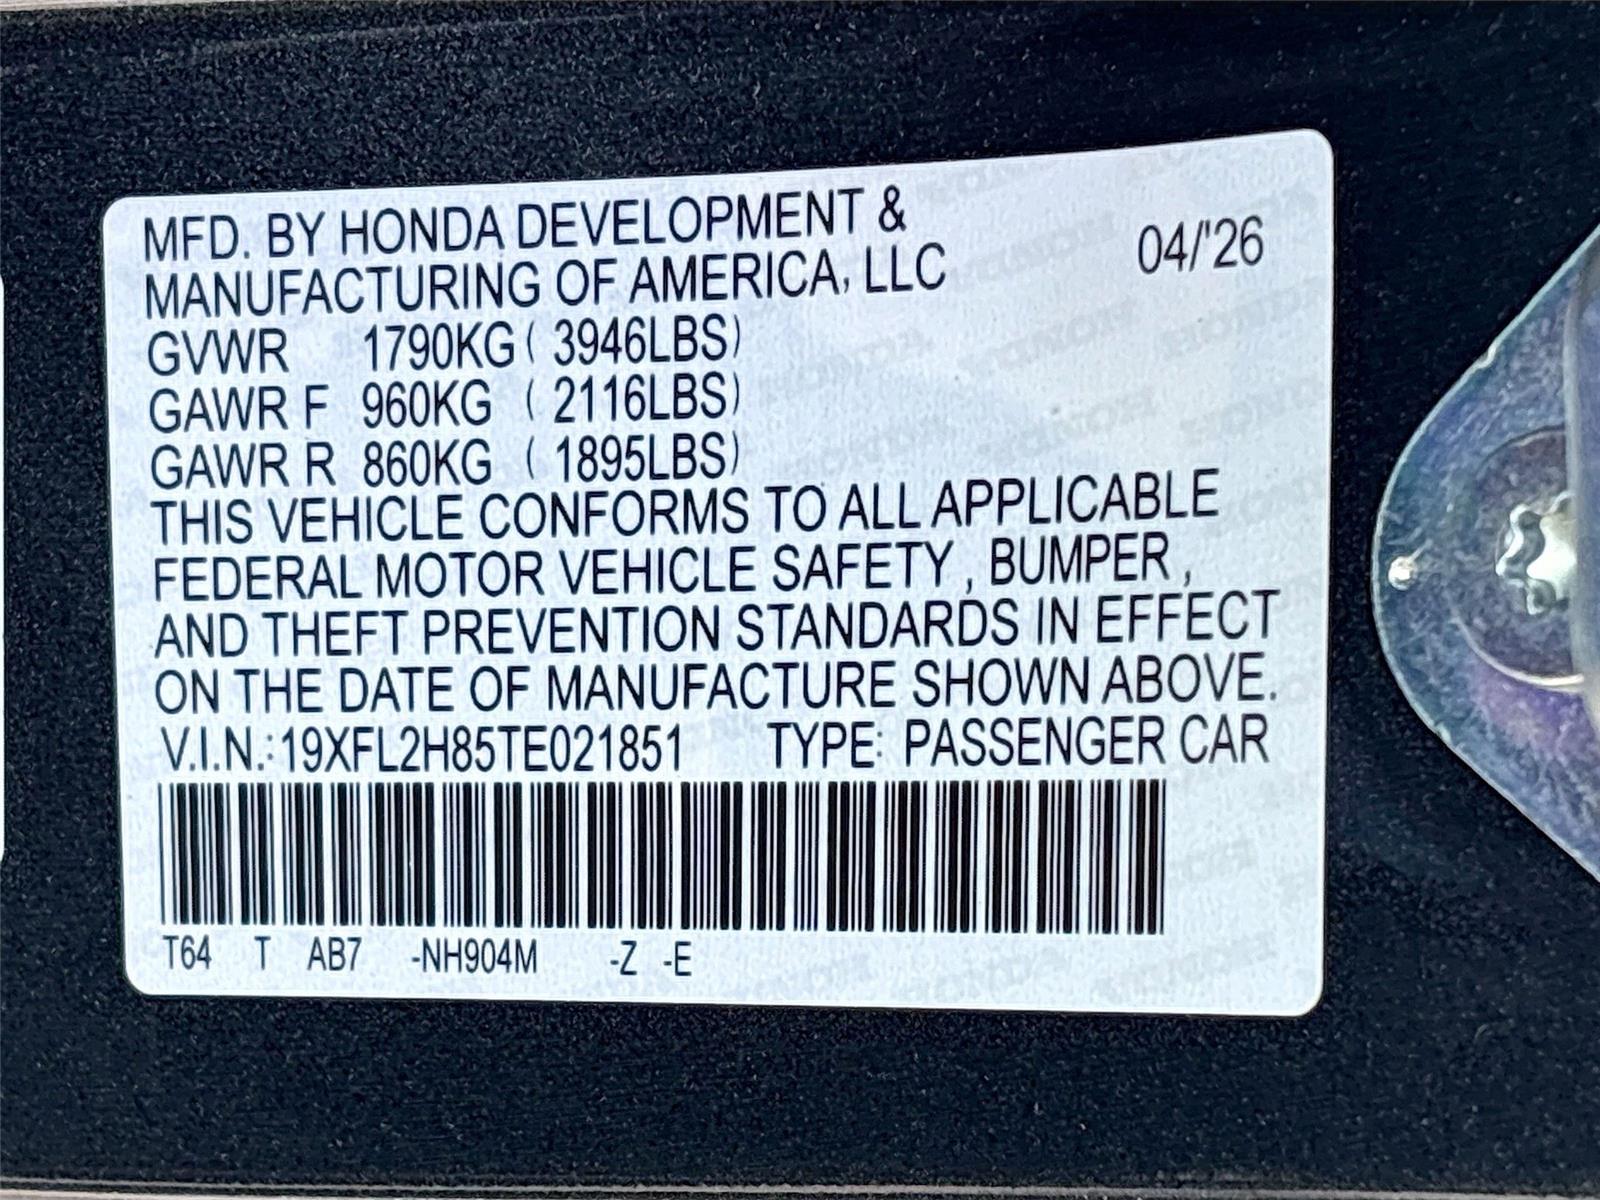 MFD. BY HONDA DEVELOPMENT &
MANUFACTURING OF AMERICA, LLC 04/'26
GVWR 1790KG ( 3946LBS)
GAWR F 960KG ( 2116LBS)
GAWR R 860KG ( 1895LBS)
THIS VEHICLE CONFORMS TO ALL APPLICABLE
FEDERAL MOTOR VEHICLE SAFETY , BUMPER ,
AND THEFT PREVENTION STANDARDS IN EFFECT
ON THE DATE OF MANUFACTURE SHOWN ABOVE.
V.I.N.: 19XFL2H85TE021851 TYPE: PASSENGER CAR
T64 T AB7 -NH904M -Z -E